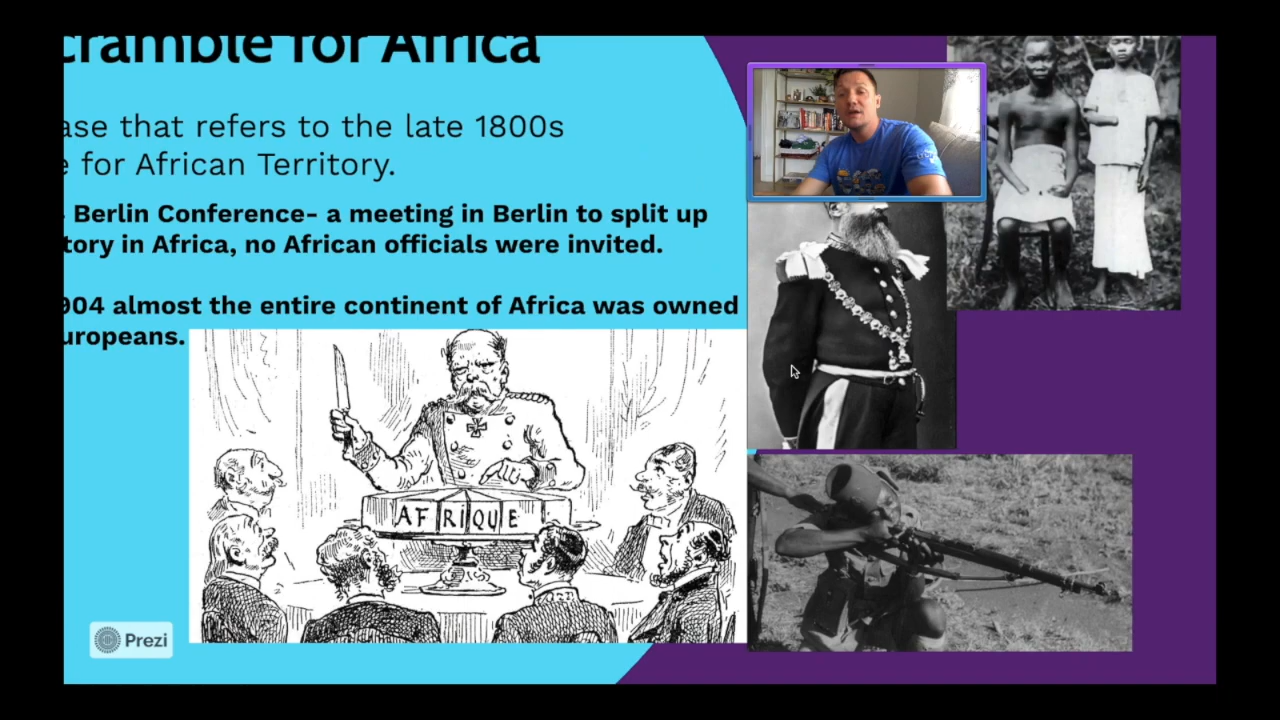 cramble for Africa
ase that refers to the late 1800s
e for African Territory.
Berlin Conference- a meeting in Berlin to split up
tory in Africa, no African officials were invited.
904 almost the entire continent of Africa was owned
uropeans.
AFRIQUE
Prezi